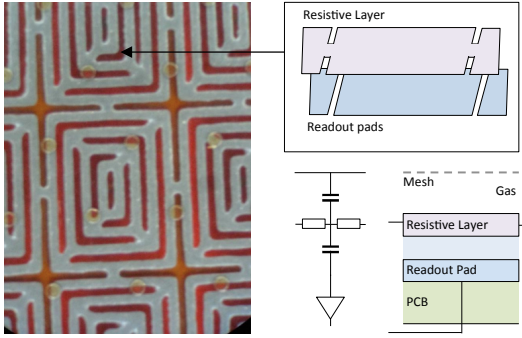 Resistive Layer
Readout pads
Mesh
Gas
Resistive Layer
Readout Pad
PCB